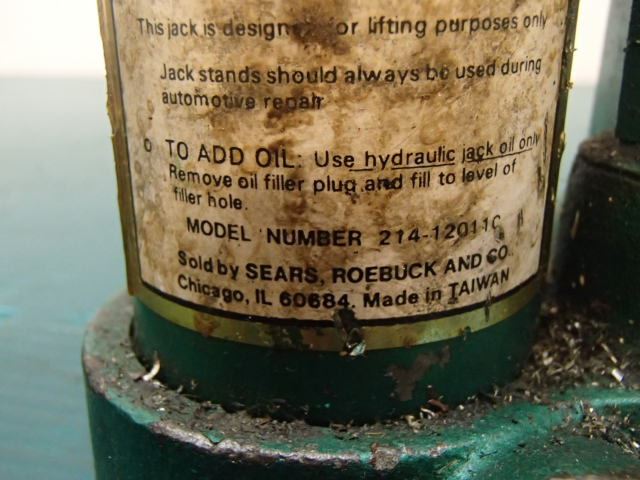 This jack is designed for lifting purposes only
Jack stands should always be used during
automotive repair
TO ADD OIL: Use hydraulic jack oil only
Remove oil filler plug and fill to level of
filler hole.
MODEL NUMBER 214-12011C
Sold by SEARS, ROEBUCK AND CO.
Chicago, IL 60684. Made in TAIWAN